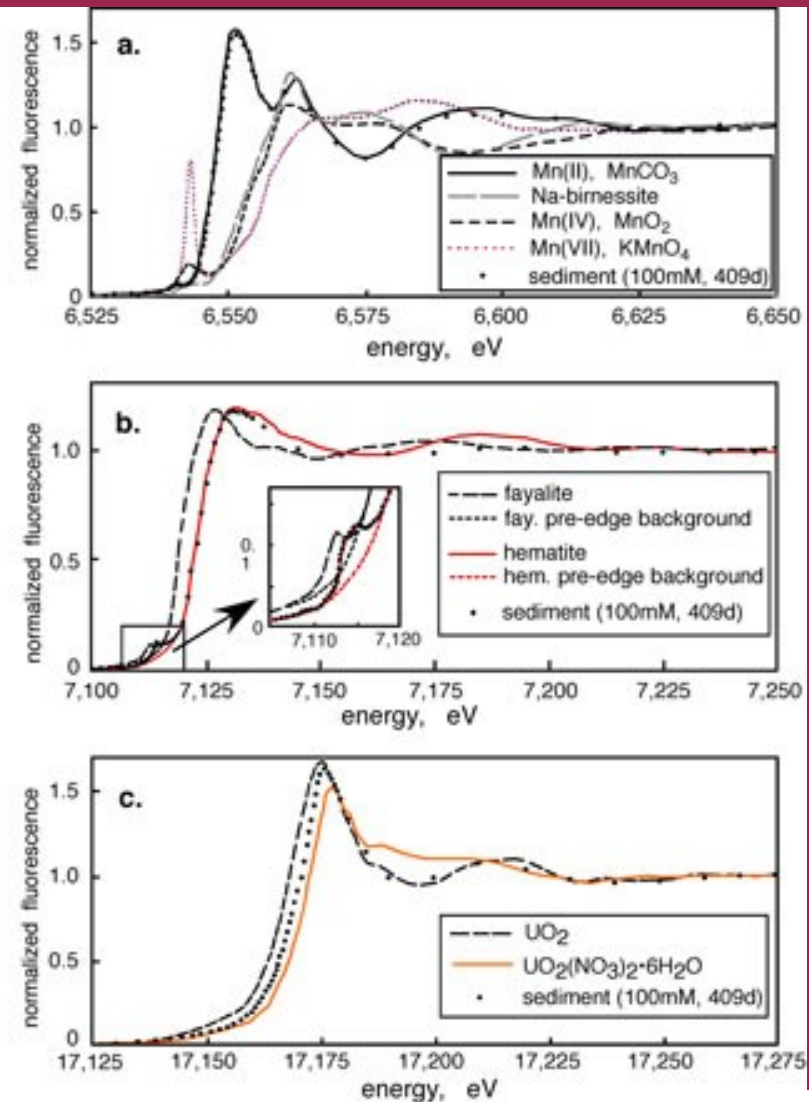 a.
normalized fluorescence
1.5
1.0
0.5
0
Mn(II), MnCO3
Na-birnessite
Mn(IV), MnO2
Mn(VII), KMnO4
sediment (100mM, 409d)
6,525 6,550 6,575 6,600 6,625 6,650
energy, eV
b.
normalized fluorescence
1.0
0.5
0
0.
1
0
7,110 7,120
fayalite
fay. pre-edge background
hematite
hem. pre-edge background
sediment (100mM, 409d)
7,100 7,125 7,150 7,175 7,200 7,225 7,250
energy, eV
c.
normalized fluorescence
1.5
1.0
0.5
0
UO2
UO2(NO3)2•6H2O
sediment (100mM, 409d)
17,125 17,150 17,175 17,200 17,225 17,250 17,275
energy, eV